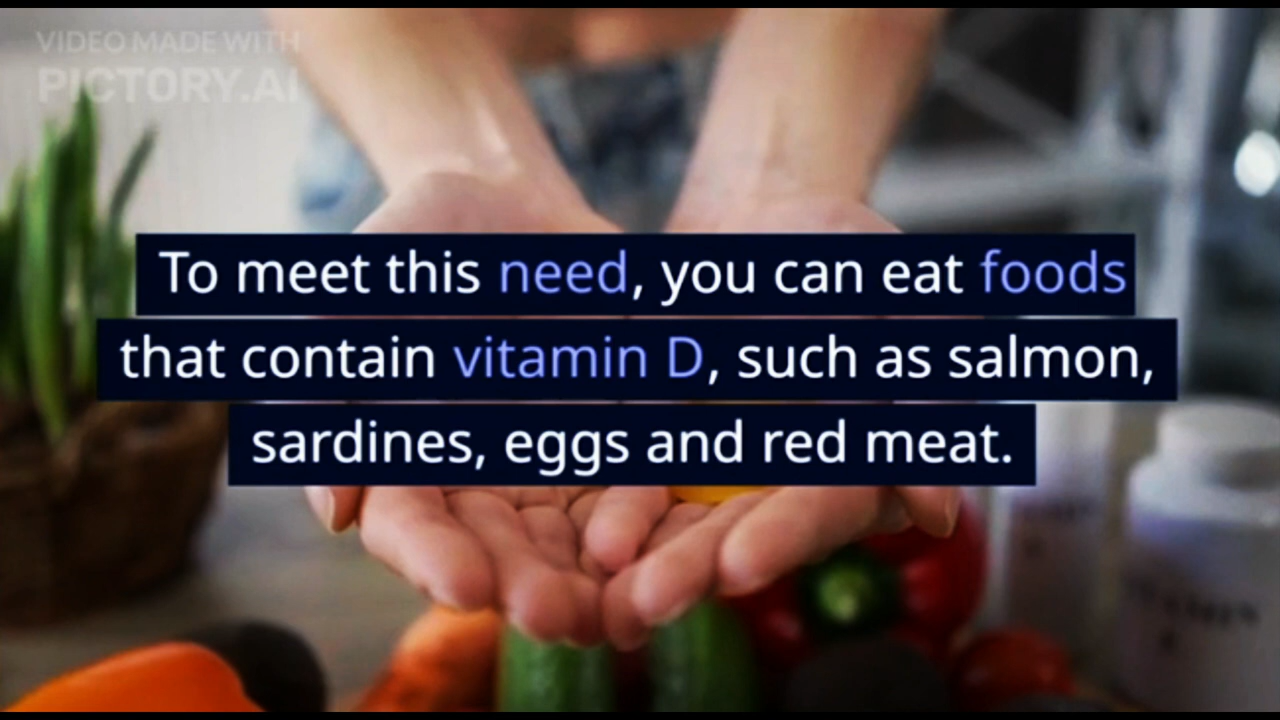 VIDEO MADE WITH
PICTORY.AI
To meet this need, you can eat foods
that contain vitamin D, such as salmon,
sardines, eggs and red meat.